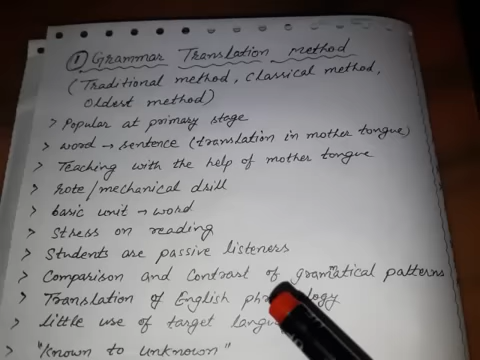 ① Grammar Translation Method
(Traditional method, Classical method,
Oldest method)
> Popular at primary stage
> word → sentence (translation in mother tongue)
> Teaching with the help of mother tongue
> Rote/mechanical drill
> basic unit → word
> Stress on reading
> Students are passive listeners
> Comparison and Contrast of gramatical patterns
> Translation of English
> Little use of target
> "Known to unknown"